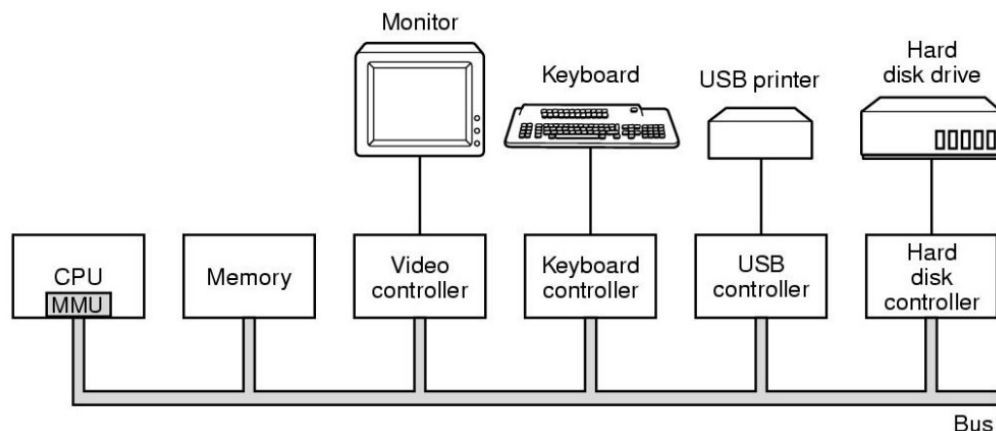 Monitor
Keyboard
USB printer
Hard
disk drive
CPU
MMU
Memory
Video
controller
Keyboard
controller
USB
controller
Hard
disk
controller
Bus